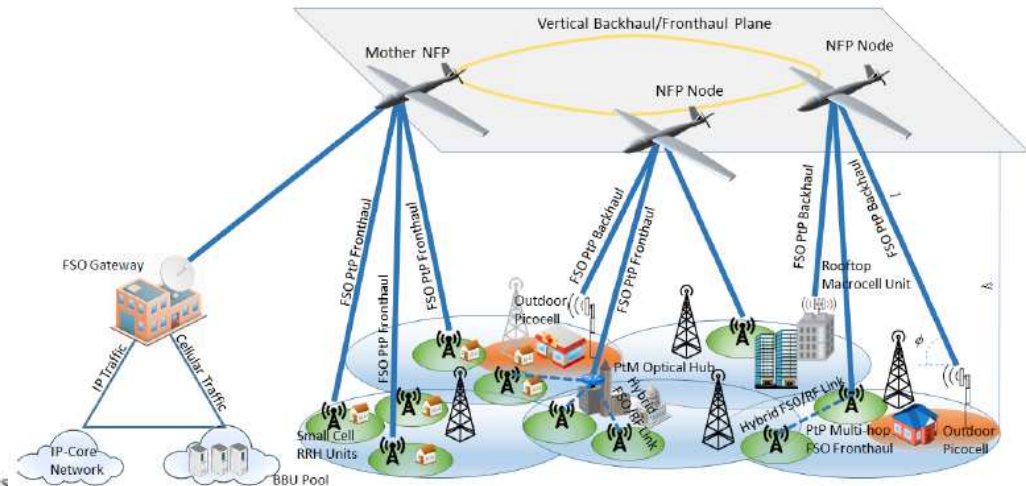 Vertical Backhaul/Fronthaul Plane
Mother NFP
NFP Node
NFP Node
FSO PtP Fronthaul
FSO PtP Fronthaul
FSO PtP Fronthaul
FSO PtP Backhaul
FSO PtP Fronthaul
FSO PtP Backhaul
FSO PtP Backhaul
l
FSO Gateway
Rooftop
Macrocell Unit
Outdoor
Picocell
IP Traffic
Cellular Traffic
PtM Optical Hub
ϕ
Hybrid
FSO/RF Link
Hybrid FSO/RF Link
Small Cell
RRH Units
PtP Multi-hop
FSO Fronthaul
Outdoor
Picocell
IP-Core
Network
BBU Pool